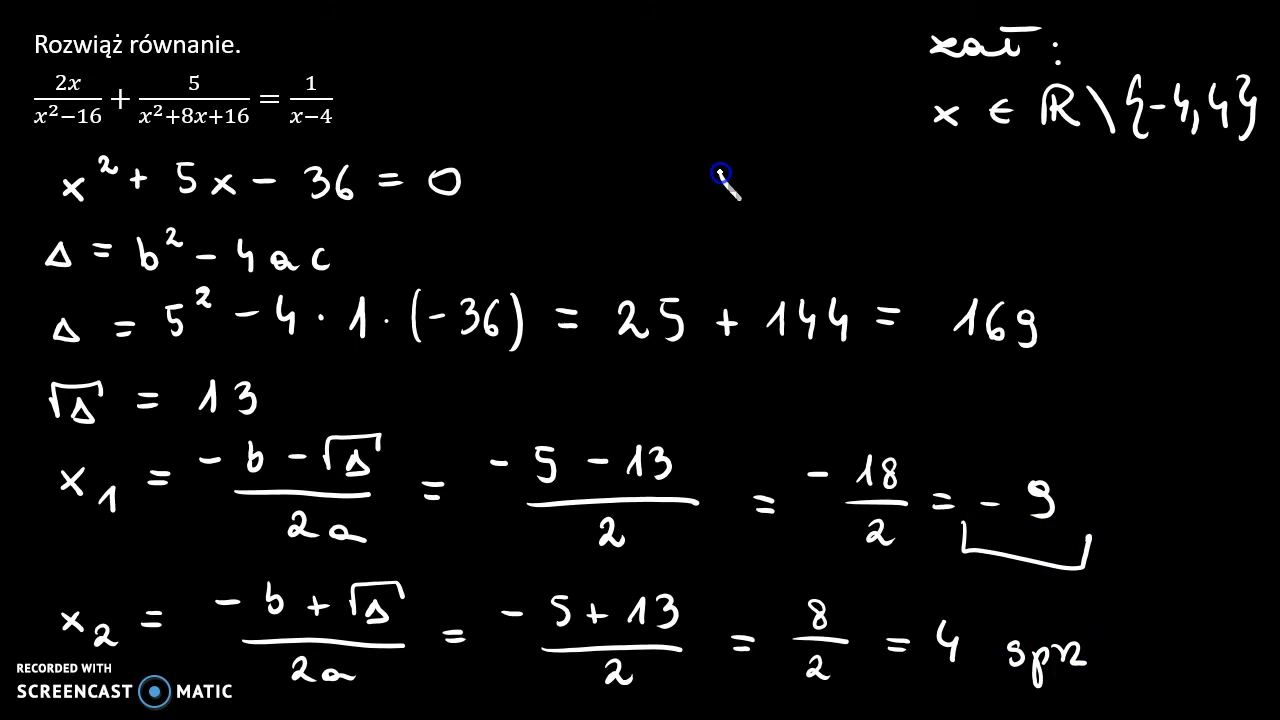 Rozwiąż równanie.
2x/(x²−16) + 5/(x²+8x+16) = 1/(x−4)
zał:
x ∈ ℝ \ {-4, 4}
x² + 5x − 36 = 0
Δ = b² − 4ac
Δ = 5² − 4 · 1 · (−36) = 25 + 144 = 169
√Δ = 13
x₁ = (−b − √Δ)/2a = (−5 − 13)/2 = −18/2 = −9
x₂ = (−b + √Δ)/2a = (−5 + 13)/2 = 8/2 = 4 sprz
RECORDED WITH
SCREENCAST MATIC